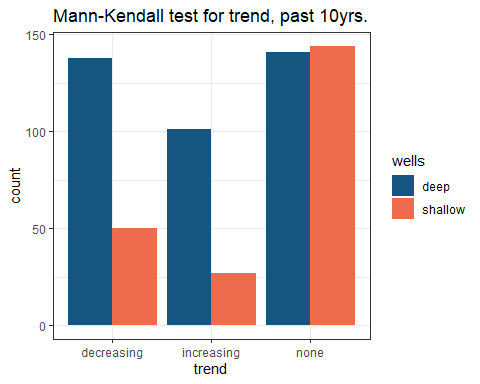 Mann-Kendall test for trend, past 10yrs.
150
100
50
0
count
decreasing increasing none
trend
wells
deep
shallow